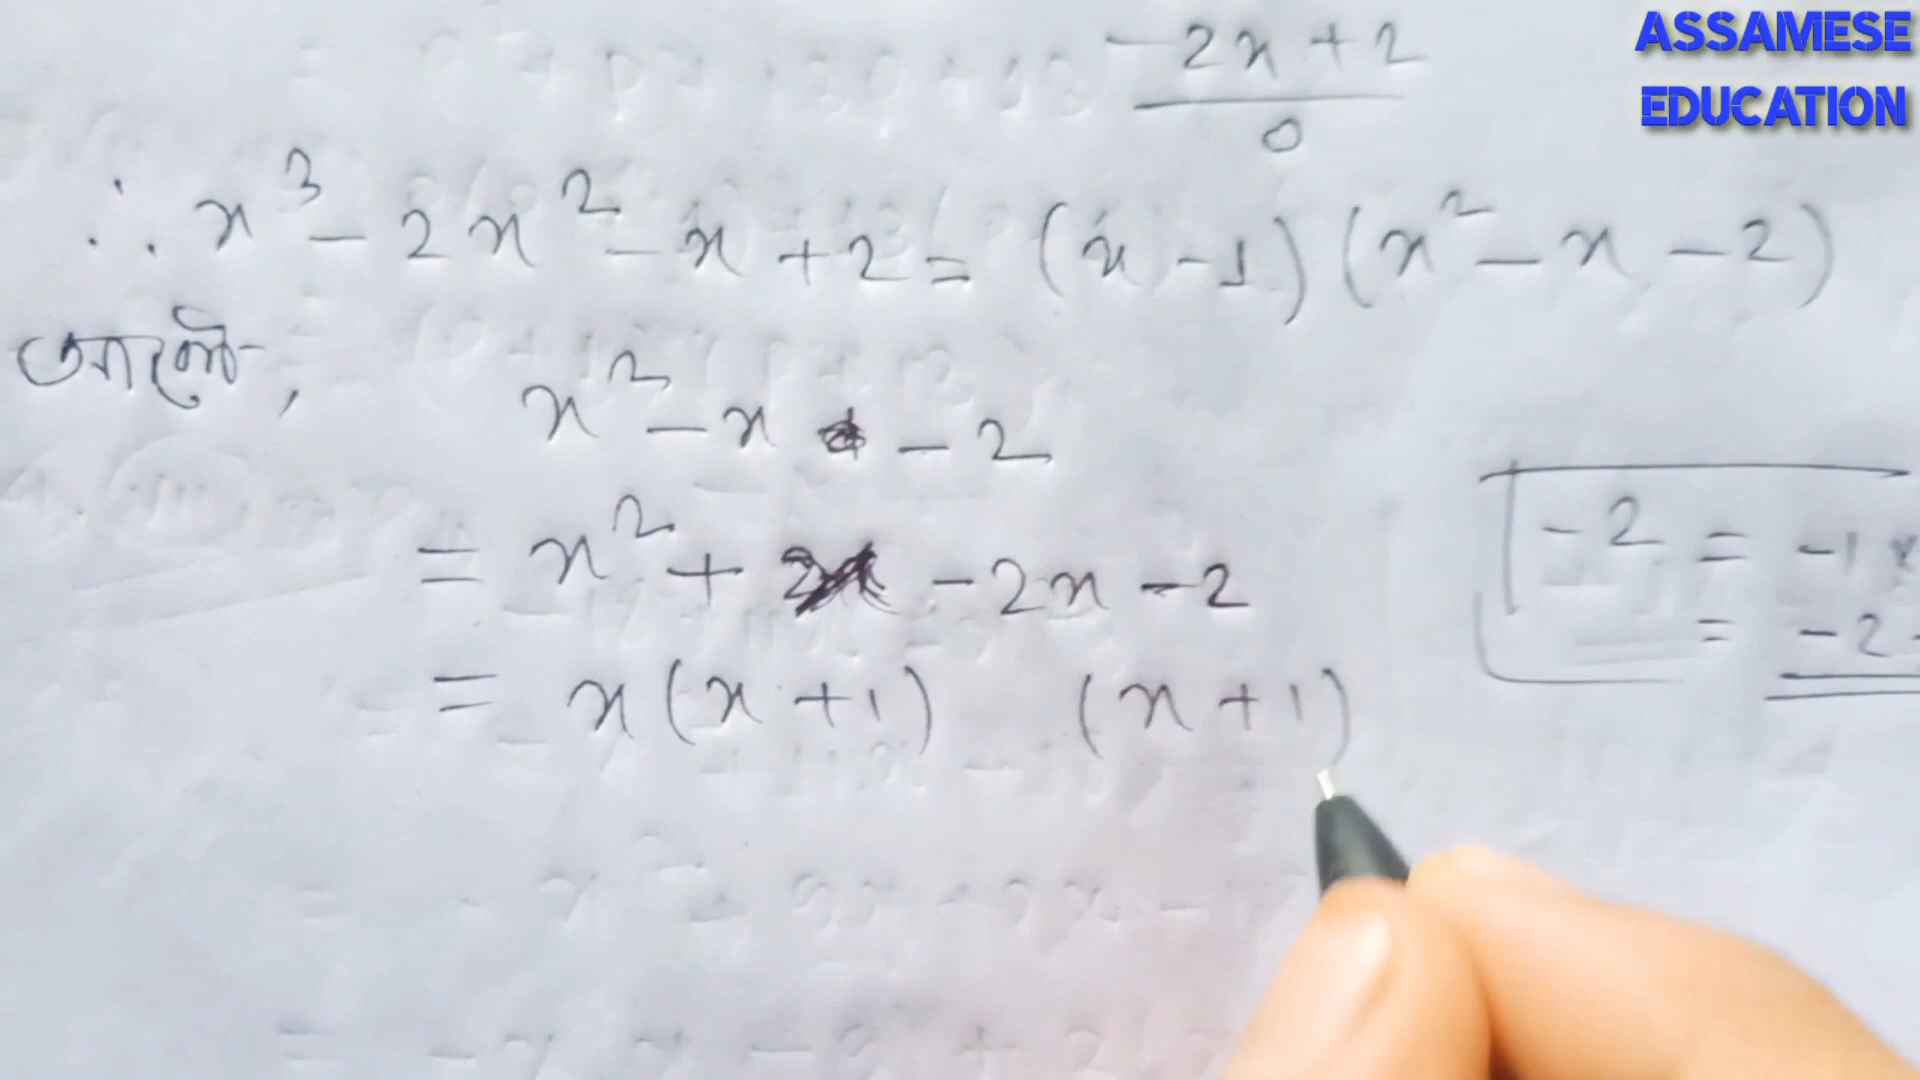 ASSAMESE
EDUCATION
-2x+2
0
∴ x³-2x²-x+2=(x-1)(x²-x-2)
x²-x-2
=x²+ -2x-2
=x(x+1) (x+1)
-2=-1×
=-2